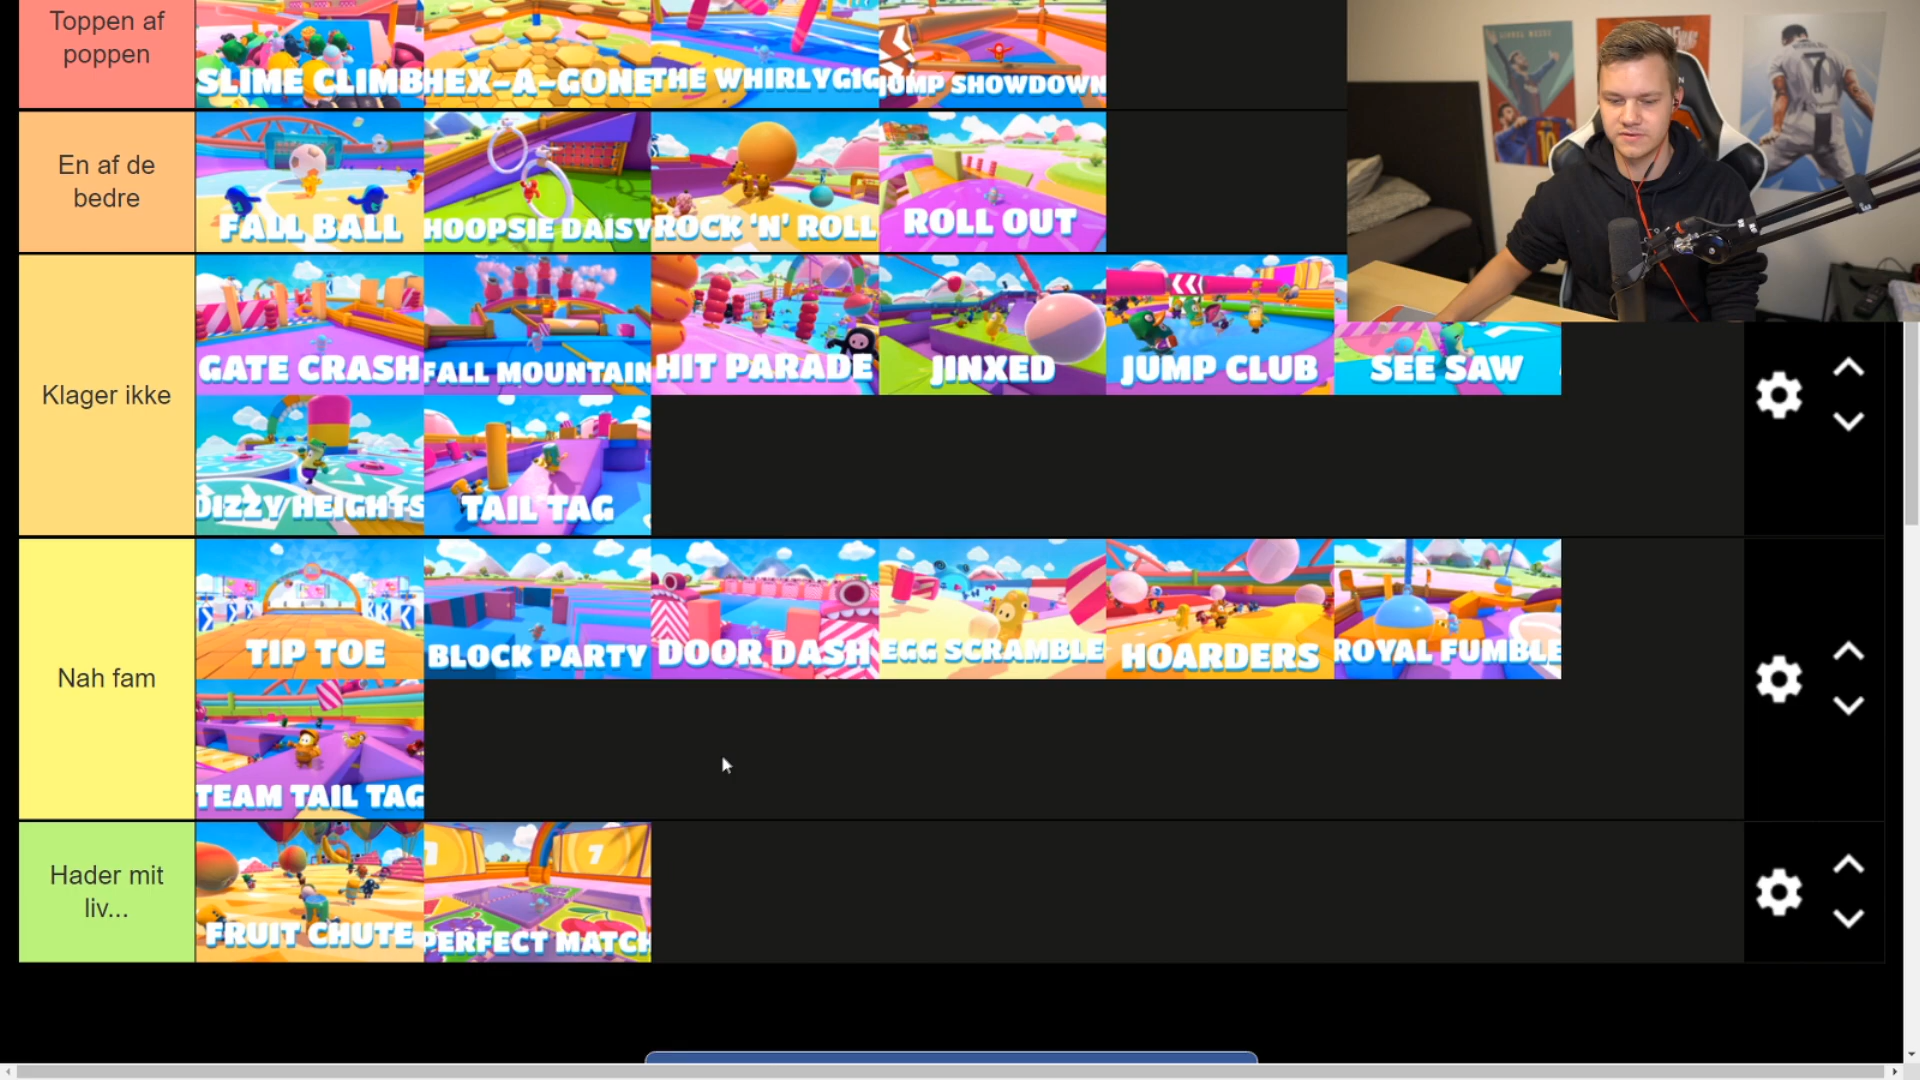 Toppen af
poppen
SLIME CLIMB
HEX-A-GONE
THE WHIRLYGIG
JUMP SHOWDOWN
En af de
bedre
FALL BALL
HOOPSIE DAISY
ROCK 'N' ROLL
ROLL OUT
Klager ikke
GATE CRASH
FALL MOUNTAIN
HIT PARADE
JINXED
JUMP CLUB
SEE SAW
DIZZY HEIGHTS
TAIL TAG
Nah fam
TIP TOE
BLOCK PARTY
DOOR DASH
EGG SCRAMBLE
HOARDERS
ROYAL FUMBLE
TEAM TAIL TAG
Hader mit
liv...
FRUIT CHUTE
PERFECT MATCH
7
7
10